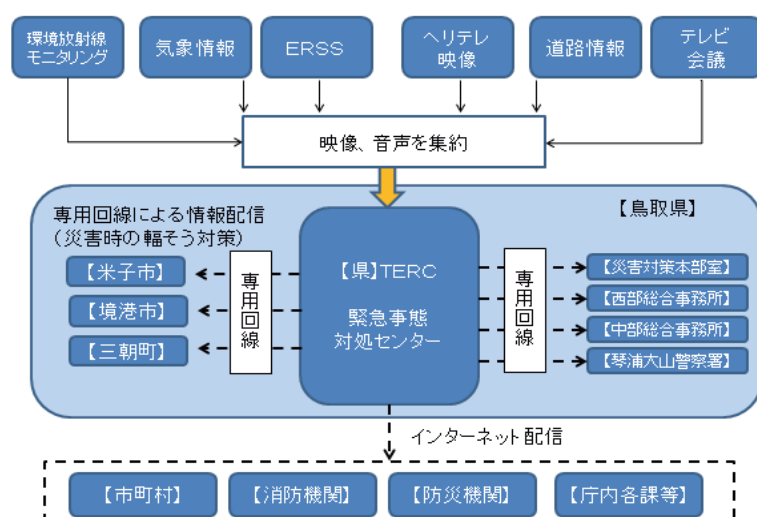 環境放射線
モニタリング
気象情報
ERSS
ヘリテレ
映像
道路情報
テレビ
会議
映像、音声を集約
専用回線による情報配信
(災害時の輻そう対策)
【鳥取県】
【米子市】
【境港市】
【三朝町】
専用回線
【県】TERC
緊急事態
対処センター
専用回線
【災害対策本部室】
【西部総合事務所】
【中部総合事務所】
【琴浦大山警察署】
インターネット配信
【市町村】
【消防機関】
【防災機関】
【庁内各課等】